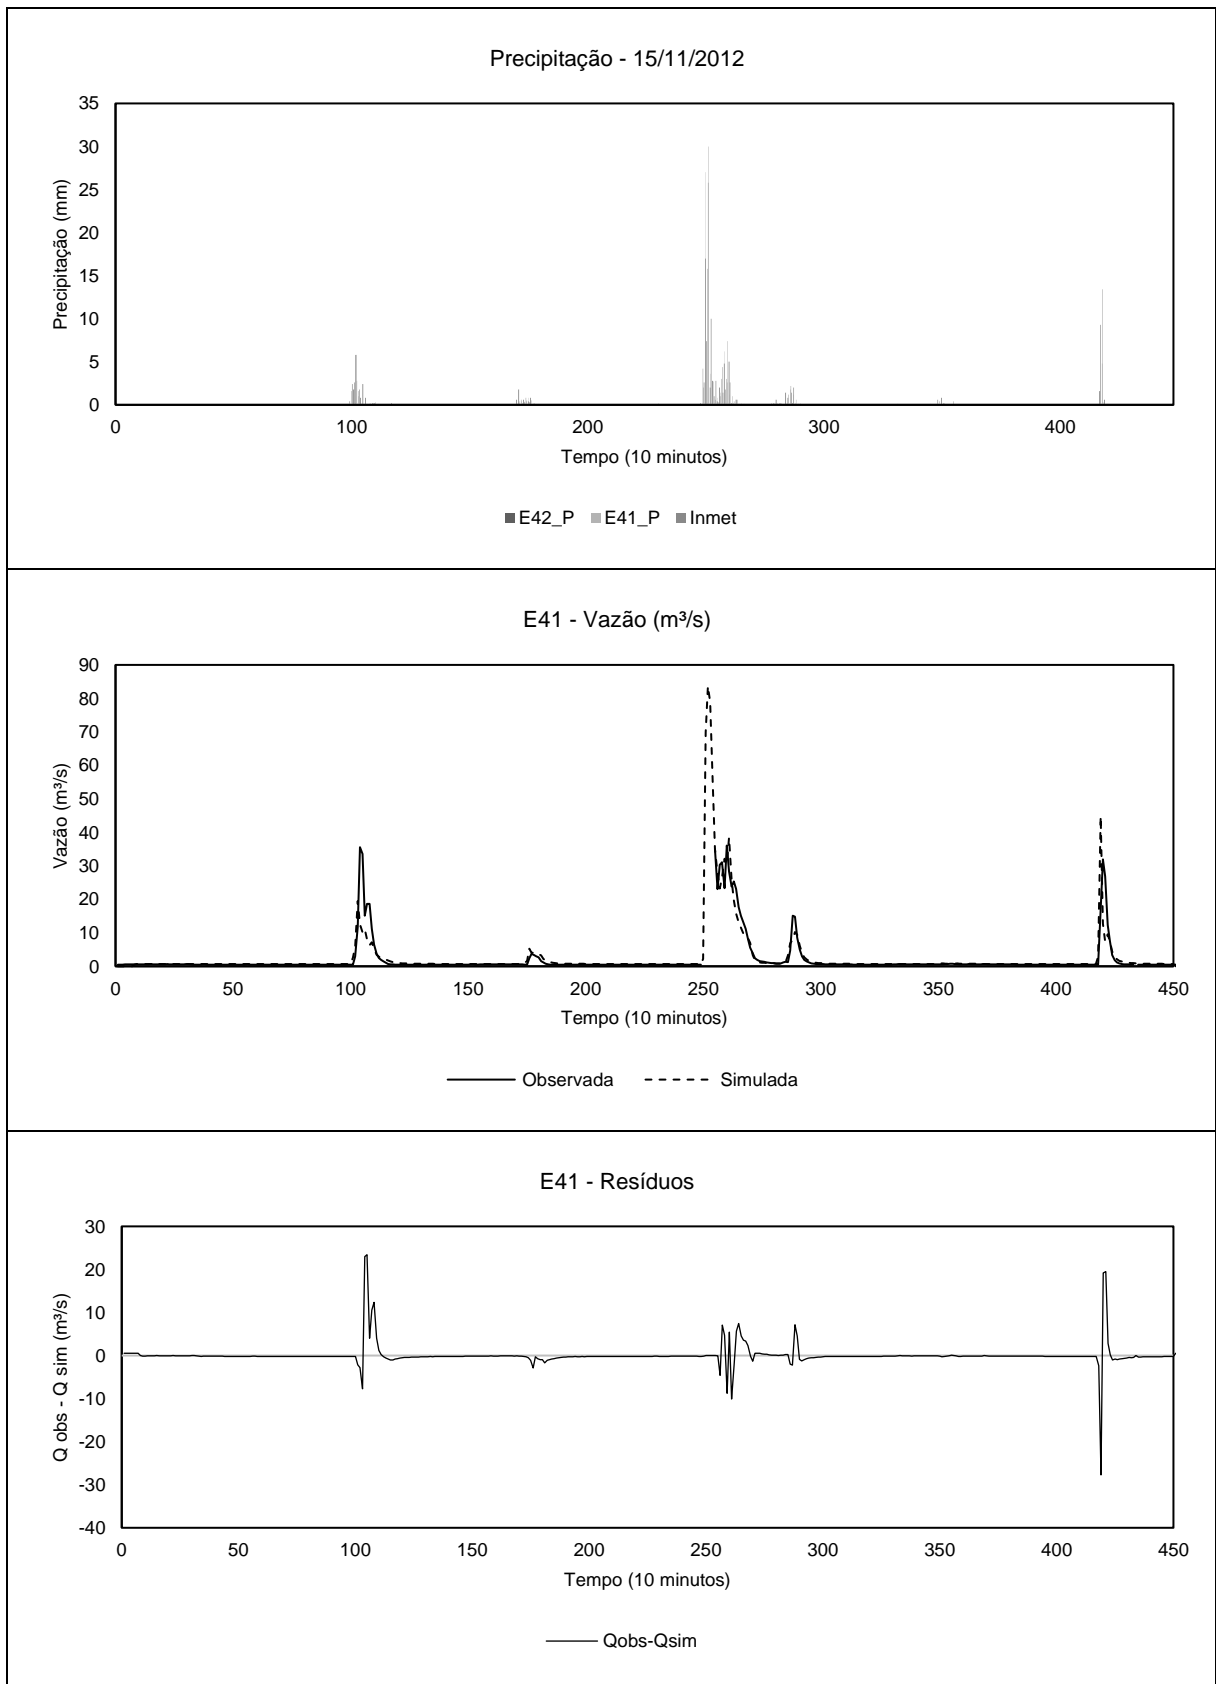 Precipitação - 15/11/2012
35
30
25
20
15
10
5
0
Precipitação (mm)
0 100 200 300 400
Tempo (10 minutos)
E42_P E41_P Inmet
E41 - Vazão (m³/s)
90
80
70
60
50
40
30
20
10
0
Vazão (m³/s)
0 50 100 150 200 250 300 350 400 450
Tempo (10 minutos)
Observada Simulada
E41 - Resíduos
30
20
10
0
-10
-20
-30
-40
Q obs - Q sim (m³/s)
0 50 100 150 200 250 300 350 400 450
Tempo (10 minutos)
Qobs-Qsim